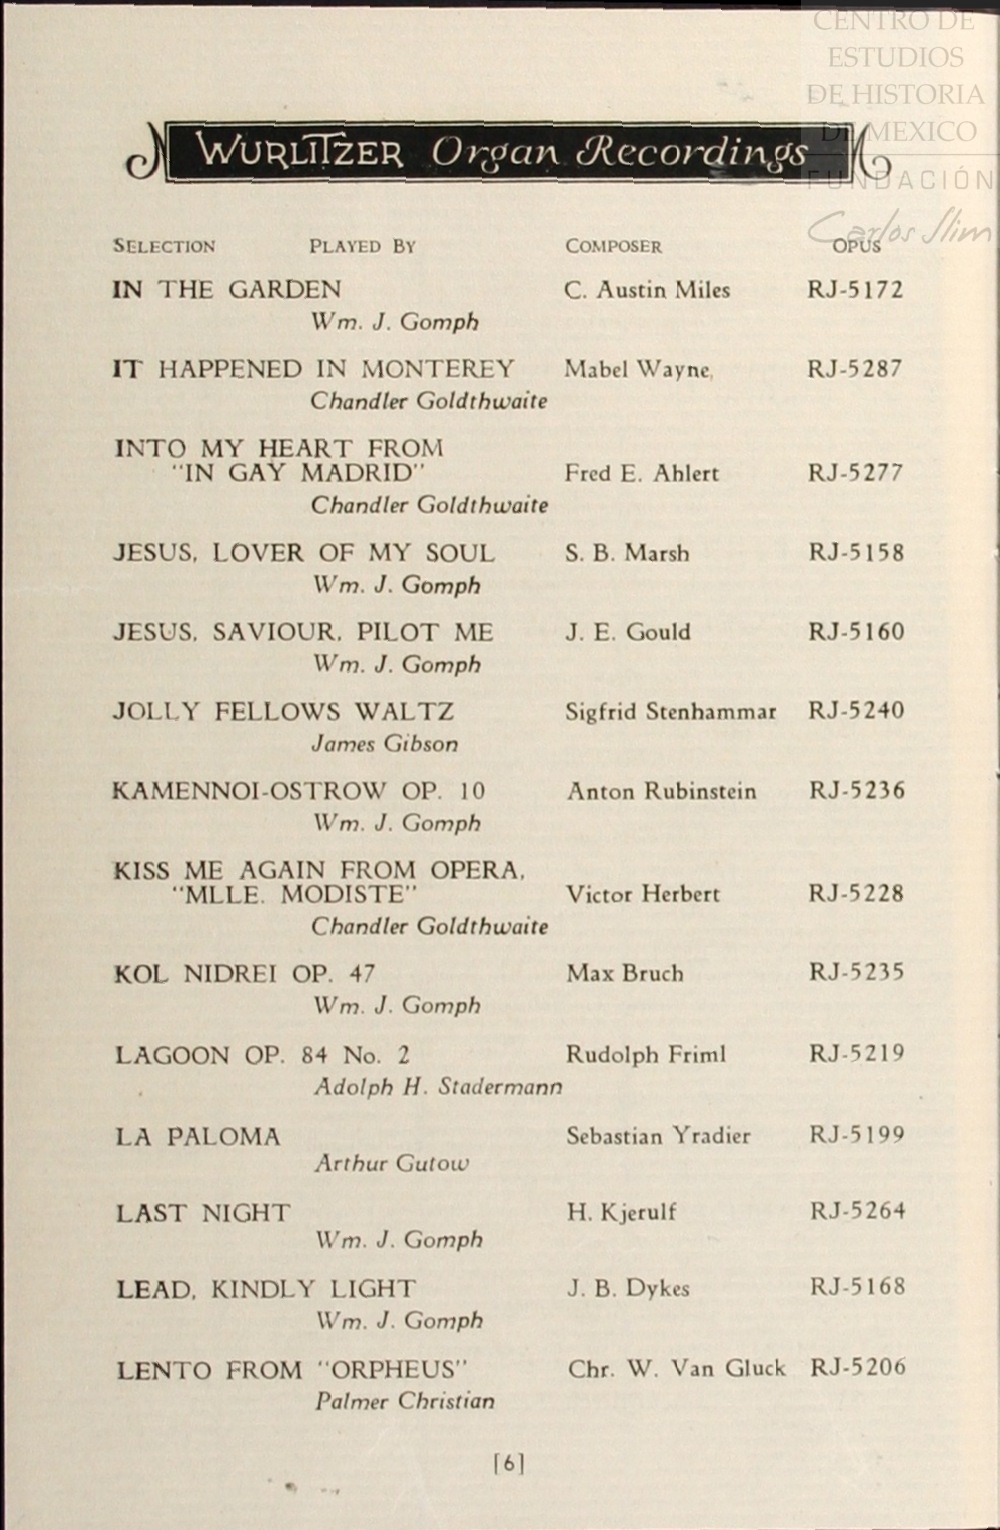 CENTRO DE
ESTUDIOS
DE HISTORIA
DE MEXICO
FUNDACIÓN
Carlos Slim
WURLITZER Organ Recordings
SELECTION PLAYED BY COMPOSER OPUS
IN THE GARDEN C. Austin Miles RJ-5172
Wm. J. Gomph
IT HAPPENED IN MONTEREY Mabel Wayne, RJ-5287
Chandler Goldthwaite
INTO MY HEART FROM
"IN GAY MADRID" Fred E. Ahlert RJ-5277
Chandler Goldthwaite
JESUS, LOVER OF MY SOUL S. B. Marsh RJ-5158
Wm. J. Gomph
JESUS, SAVIOUR, PILOT ME J. E. Gould RJ-5160
Wm. J. Gomph
JOLLY FELLOWS WALTZ Sigfrid Stenhammar RJ-5240
James Gibson
KAMENNOI-OSTROW OP. 10 Anton Rubinstein RJ-5236
Wm. J. Gomph
KISS ME AGAIN FROM OPERA,
"MLLE. MODISTE" Victor Herbert RJ-5228
Chandler Goldthwaite
KOL NIDREI OP. 47 Max Bruch RJ-5235
Wm. J. Gomph
LAGOON OP. 84 No. 2 Rudolph Friml RJ-5219
Adolph H. Stadermann
LA PALOMA Sebastian Yradier RJ-5199
Arthur Gutow
LAST NIGHT H. Kjerulf RJ-5264
Wm. J. Gomph
LEAD, KINDLY LIGHT J. B. Dykes RJ-5168
Wm. J. Gomph
LENTO FROM "ORPHEUS" Chr. W. Van Gluck RJ-5206
Palmer Christian
[6]